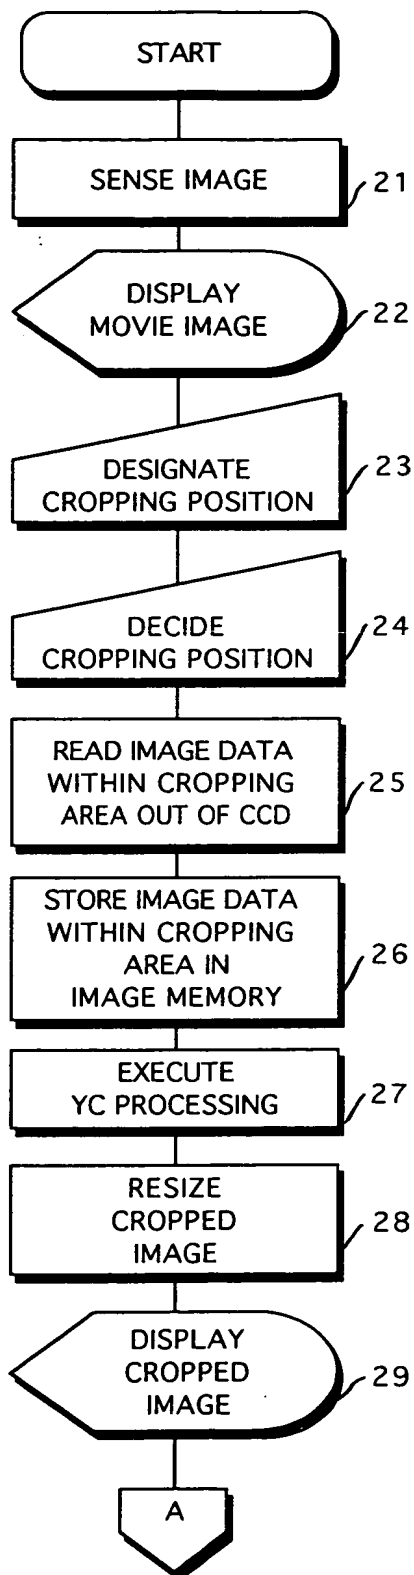 START
SENSE IMAGE
21
DISPLAY
MOVIE IMAGE
22
DESIGNATE
CROPPING POSITION
23
DECIDE
CROPPING POSITION
24
READ IMAGE DATA
WITHIN CROPPING
AREA OUT OF CCD
25
STORE IMAGE DATA
WITHIN CROPPING
AREA IN
IMAGE MEMORY
26
EXECUTE
YC PROCESSING
27
RESIZE
CROPPED
IMAGE
28
DISPLAY
CROPPED
IMAGE
29
A